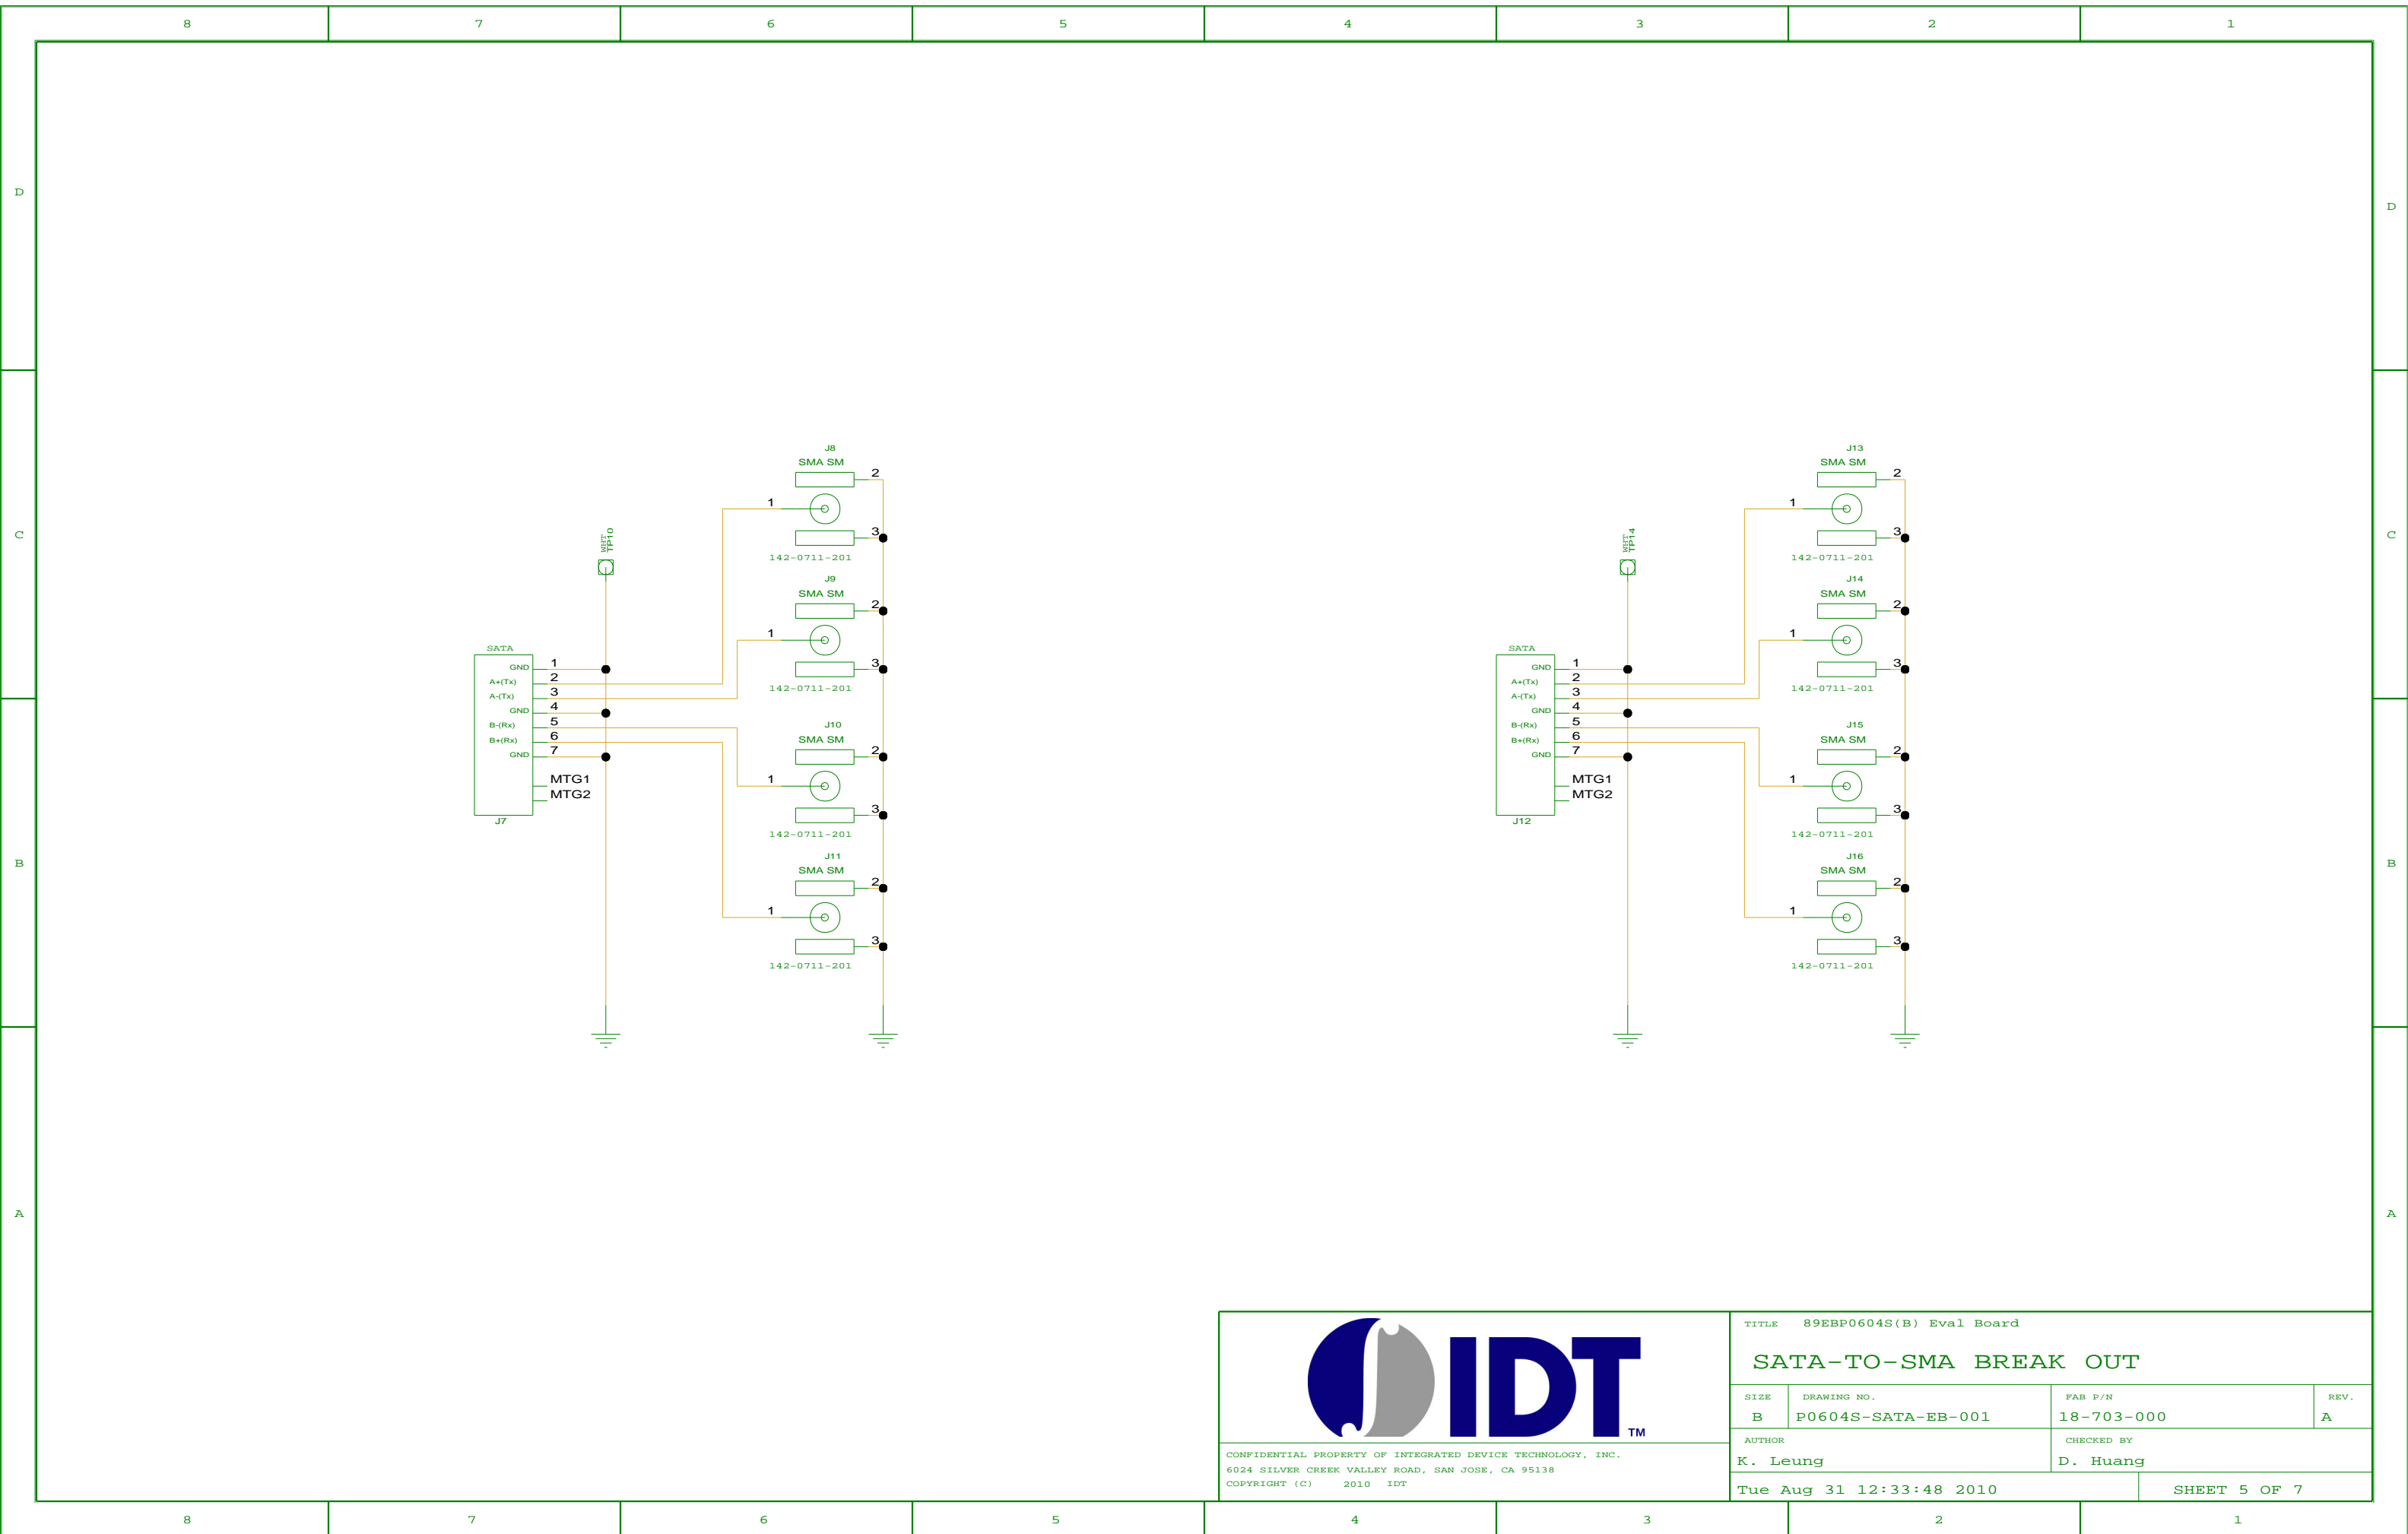 8 7 6 5 4 3 2 1
D
D
C
C
B
B
A
A
J8
SMA SM
2
1
3
142-0711-201
WHT
TP10
J9
SMA SM
2
1
3
142-0711-201
SATA
GND 1
A+(Tx) 2
A-(Tx) 3
GND 4
B-(Rx) 5
B+(Rx) 6
GND 7
MTG1
MTG2
J7
J10
SMA SM
2
1
3
142-0711-201
J11
SMA SM
2
1
3
142-0711-201
J13
SMA SM
2
1
3
142-0711-201
WHT
TP14
J14
SMA SM
2
1
3
142-0711-201
SATA
GND 1
A+(Tx) 2
A-(Tx) 3
GND 4
B-(Rx) 5
B+(Rx) 6
GND 7
MTG1
MTG2
J12
J15
SMA SM
2
1
3
142-0711-201
J16
SMA SM
2
1
3
142-0711-201
IDT TM
CONFIDENTIAL PROPERTY OF INTEGRATED DEVICE TECHNOLOGY, INC.
6024 SILVER CREEK VALLEY ROAD, SAN JOSE, CA 95138
COPYRIGHT (C) 2010 IDT
TITLE 89EBP0604S(B) Eval Board
SATA-TO-SMA BREAK OUT
SIZE DRAWING NO. FAB P/N REV.
B P0604S-SATA-EB-001 18-703-000 A
AUTHOR CHECKED BY
K. Leung D. Huang
Tue Aug 31 12:33:48 2010 SHEET 5 OF 7
8 7 6 5 4 3 2 1